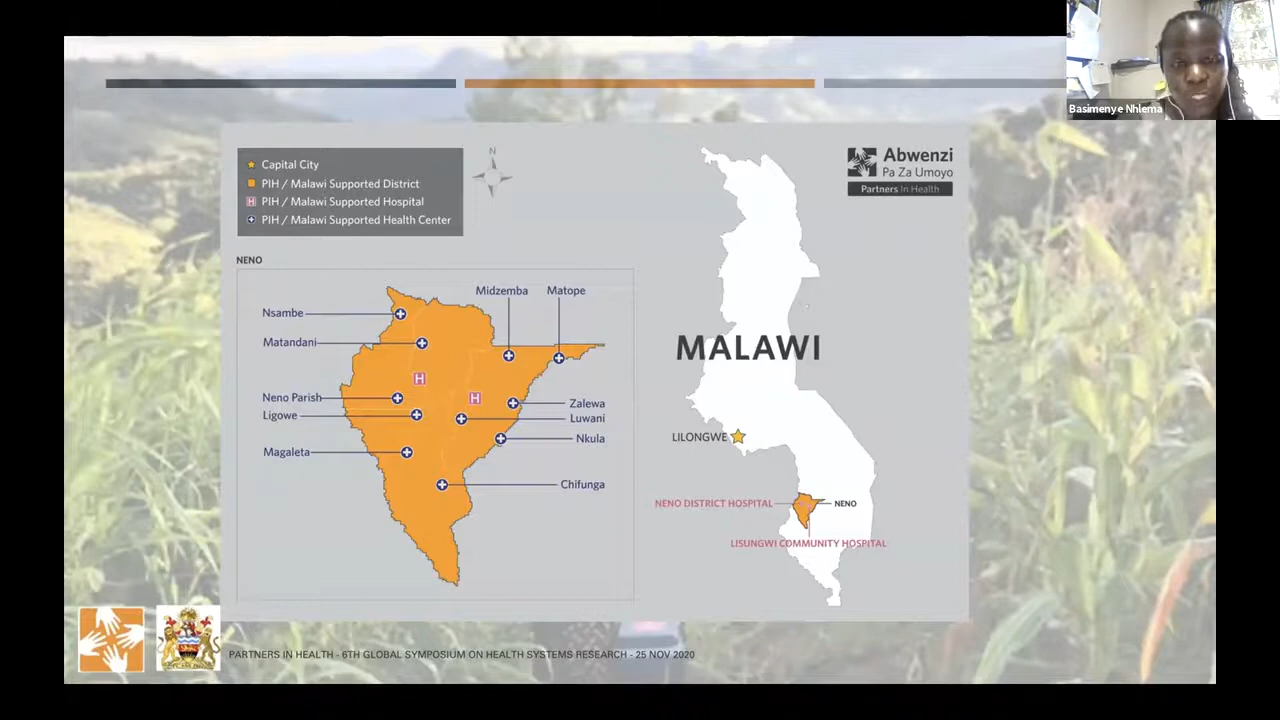 Basimenye Nhlema
Capital City
PIH / Malawi Supported District
PIH / Malawi Supported Hospital
H
PIH / Malawi Supported Health Center
N
Abwenzi
Pa Za Umoyo
Partners In Health
NENO
Midzemba
Matope
Nsambe
Matandani
H
H
Neno Parish
Ligowe
Zalewa
Luwani
Nkula
Magaleta
Chifunga
MALAWI
LILONGWE
NENO DISTRICT HOSPITAL
NENO
LISUNGWI COMMUNITY HOSPITAL
PARTNERS IN HEALTH - 6TH GLOBAL SYMPOSIUM ON HEALTH SYSTEMS RESEARCH - 25 NOV 2020